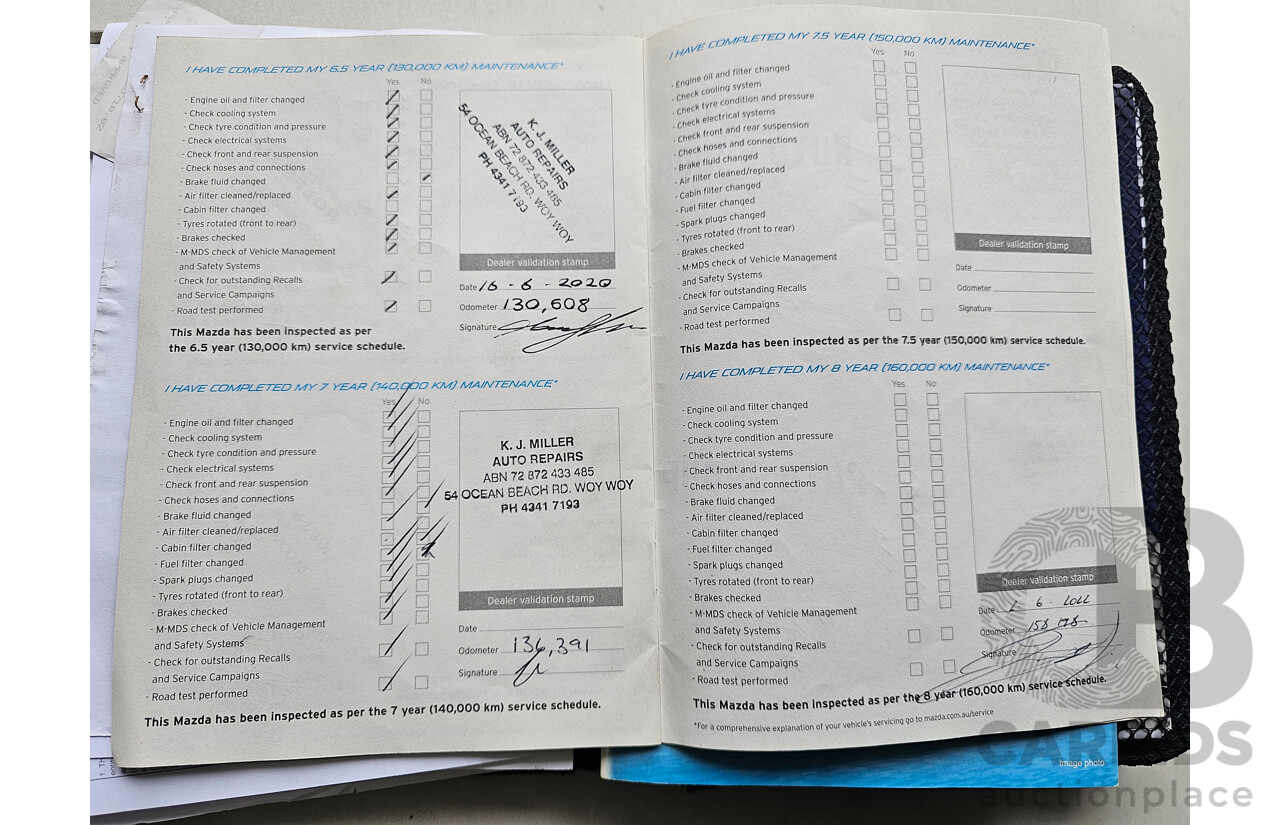 I HAVE COMPLETED MY 6.5 YEAR (130,000 KM) MAINTENANCE*
Yes No
- Engine oil and filter changed
- Check cooling system
- Check tyre condition and pressure
- Check electrical systems
- Check front and rear suspension
- Check hoses and connections
- Brake fluid changed
- Air filter cleaned/replaced
- Cabin filter changed
- Tyres rotated (front to rear)
- Brakes checked
- M-MDS check of Vehicle Management
and Safety Systems
- Check for outstanding Recalls
and Service Campaigns
- Road test performed
K. J. MILLER
AUTO REPAIRS
ABN 72 872 433 485
54 OCEAN BEACH RD. WOY WOY
PH 4341 7193
Dealer validation stamp
Date 16 - 6 - 2020
Odometer 130,608
Signature
This Mazda has been inspected as per
the 6.5 year (130,000 km) service schedule.
I HAVE COMPLETED MY 7 YEAR (140,000 KM) MAINTENANCE*
Yes No
- Engine oil and filter changed
- Check cooling system
- Check tyre condition and pressure
- Check electrical systems
- Check front and rear suspension
- Check hoses and connections
- Brake fluid changed
- Air filter cleaned/replaced
- Cabin filter changed
- Fuel filter changed
- Spark plugs changed
- Tyres rotated (front to rear)
- Brakes checked
- M-MDS check of Vehicle Management
and Safety Systems
- Check for outstanding Recalls
and Service Campaigns
- Road test performed
K. J. MILLER
AUTO REPAIRS
ABN 72 872 433 485
54 OCEAN BEACH RD. WOY WOY
PH 4341 7193
Dealer validation stamp
Date
Odometer 136,391
Signature
This Mazda has been inspected as per the 7 year (140,000 km) service schedule.
I HAVE COMPLETED MY 7.5 YEAR (150,000 KM) MAINTENANCE*
Yes No
- Engine oil and filter changed
- Check cooling system
- Check tyre condition and pressure
- Check electrical systems
- Check front and rear suspension
- Check hoses and connections
- Brake fluid changed
- Air filter cleaned/replaced
- Cabin filter changed
- Fuel filter changed
- Spark plugs changed
- Tyres rotated (front to rear)
- Brakes checked
- M-MDS check of Vehicle Management
and Safety Systems
- Check for outstanding Recalls
and Service Campaigns
- Road test performed
Dealer validation stamp
Date
Odometer
Signature
This Mazda has been inspected as per the 7.5 year (150,000 km) service schedule.
I HAVE COMPLETED MY 8 YEAR (160,000 KM) MAINTENANCE*
Yes No
- Engine oil and filter changed
- Check cooling system
- Check tyre condition and pressure
- Check electrical systems
- Check front and rear suspension
- Check hoses and connections
- Brake fluid changed
- Air filter cleaned/replaced
- Cabin filter changed
- Fuel filter changed
- Spark plugs changed
- Tyres rotated (front to rear)
- Brakes checked
- M-MDS check of Vehicle Management
and Safety Systems
- Check for outstanding Recalls
and Service Campaigns
- Road test performed
Dealer validation stamp
Date 6 - 2022
Odometer
Signature
This Mazda has been inspected as per the 8 year (160,000 km) service schedule.
*For a comprehensive explanation of your vehicle's servicing go to mazda.com.au/service
Image photo
CARBIDS
auctionplace